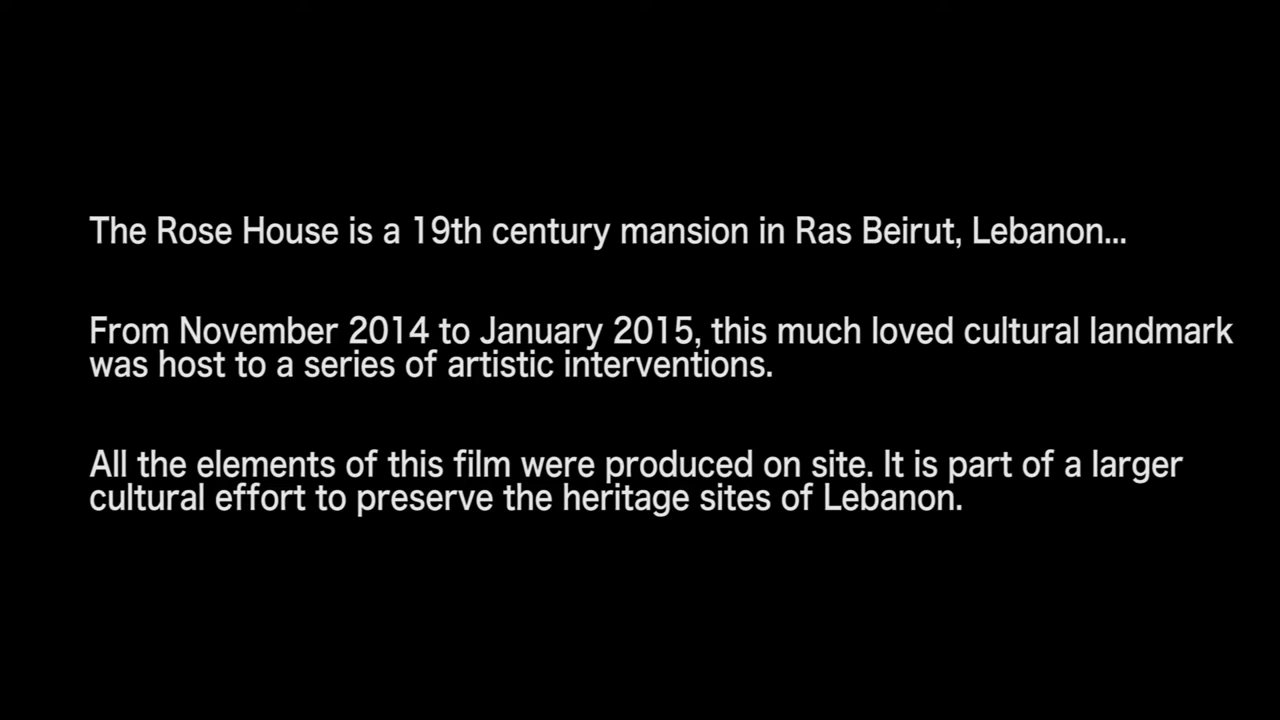 The Rose House is a 19th century mansion in Ras Beirut, Lebanon...
From November 2014 to January 2015, this much loved cultural landmark
was host to a series of artistic interventions.
All the elements of this film were produced on site. It is part of a larger
cultural effort to preserve the heritage sites of Lebanon.